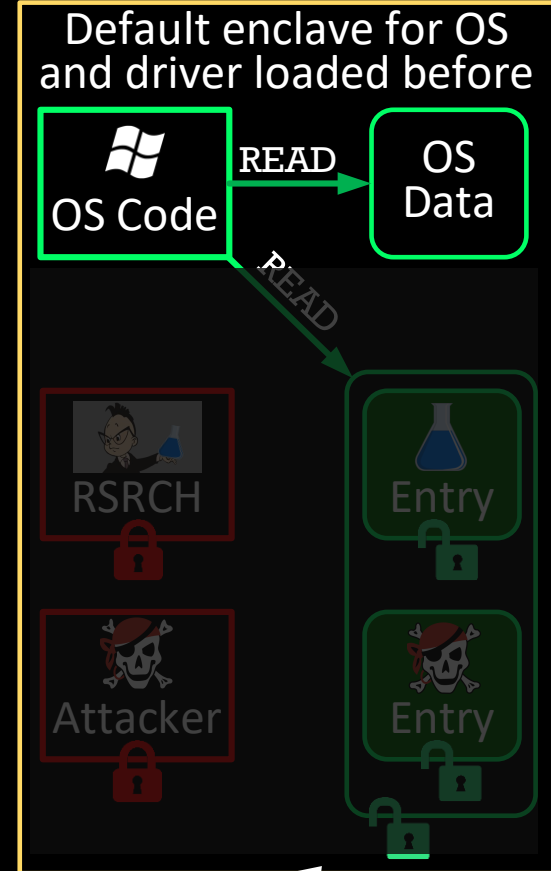 Default enclave for OS
and driver loaded before
OS Code
READ
OS
Data
READ
RSRCH
Entry
Attacker
Entry